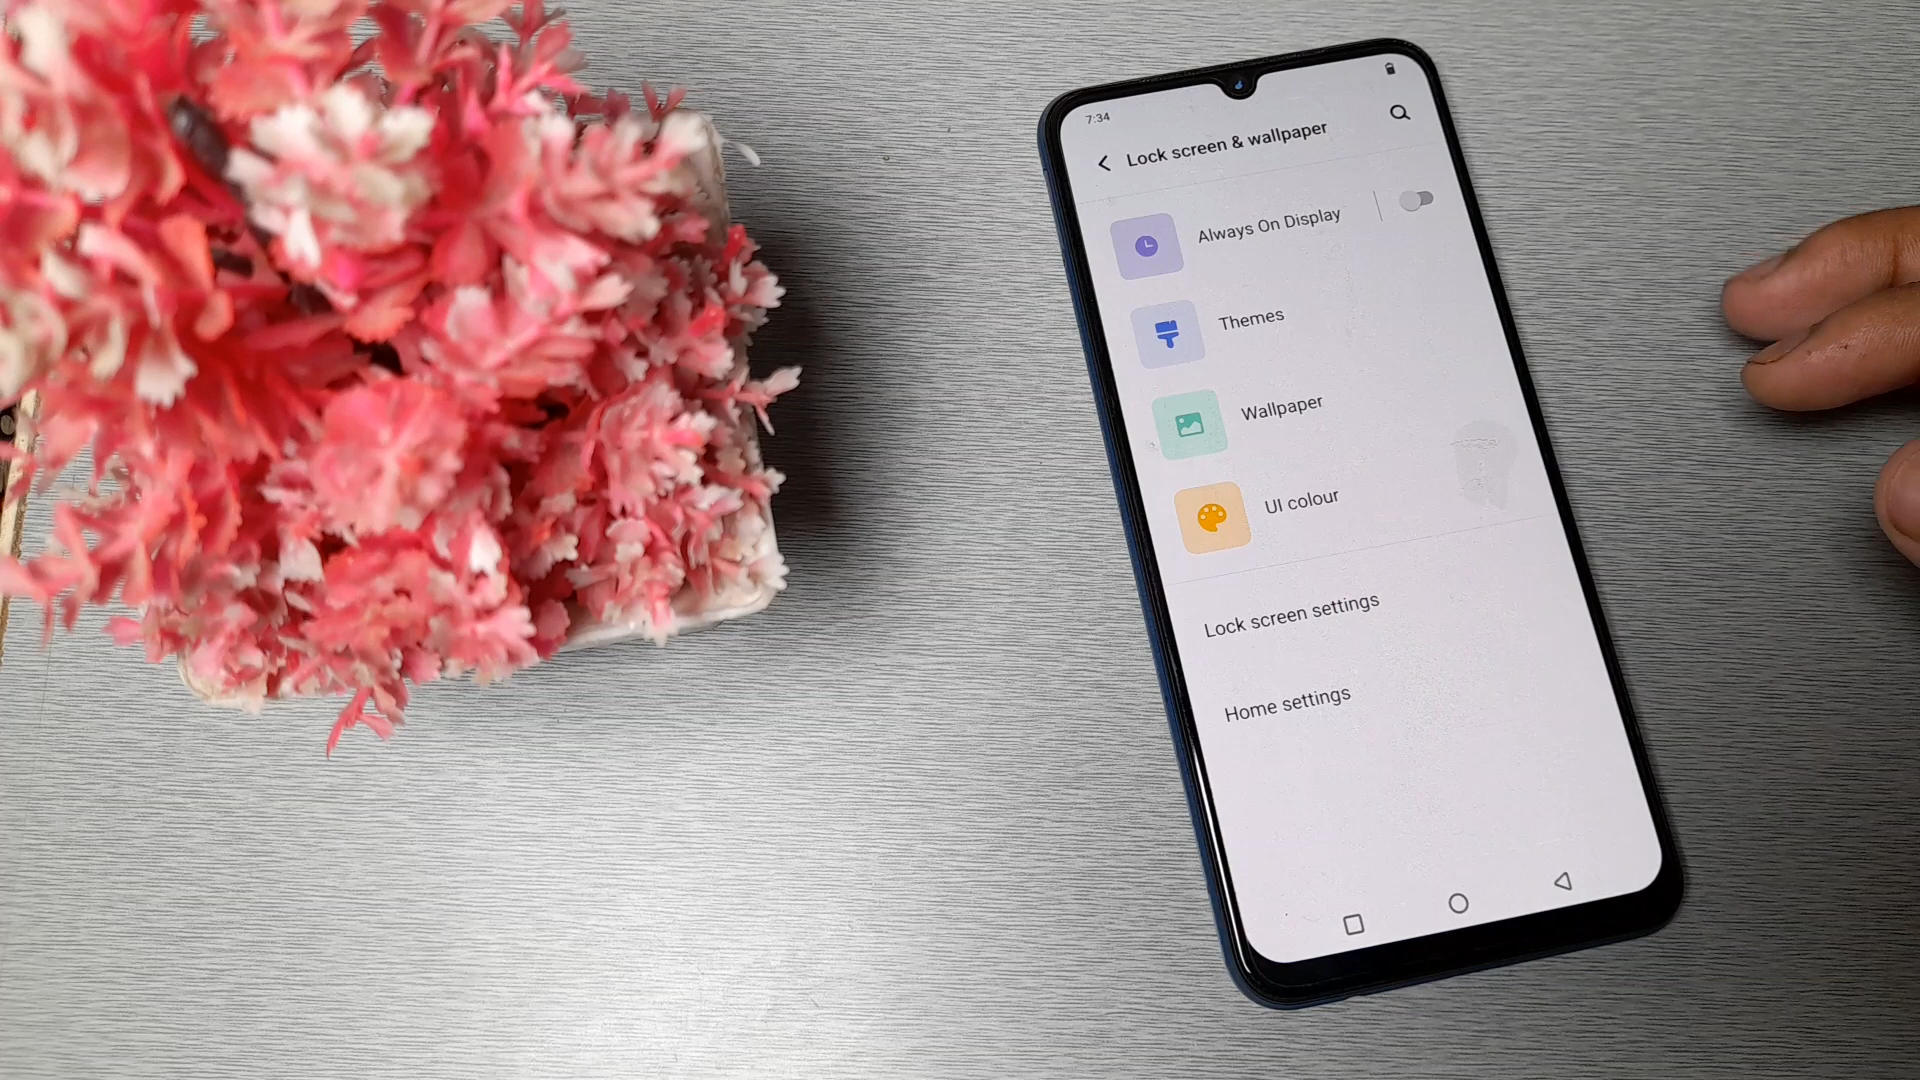 7:34
Lock screen & wallpaper
Always On Display
Themes
Wallpaper
UI colour
Lock screen settings
Home settings